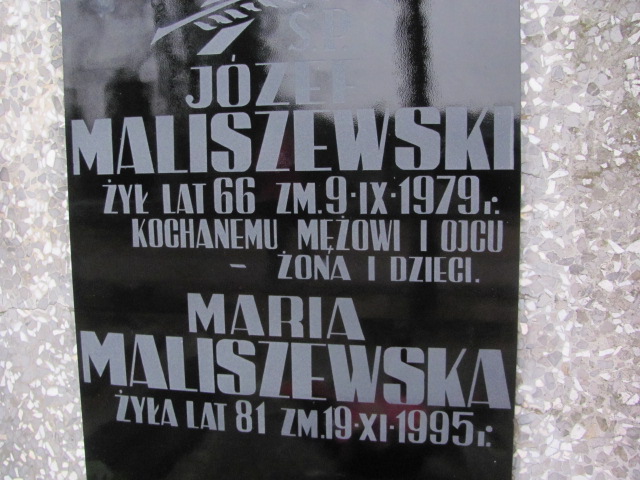 Ś.P.
JÓZEF
MALISZEWSKI
ŻYŁ LAT 66 ZM. 9·IX·1979 r.
KOCHANEMU MĘŻOWI I OJCU
– ŻONA I DZIECI.
MARIA
MALISZEWSKA
ŻYŁA LAT 81 ZM. 19·XI·1995 r.